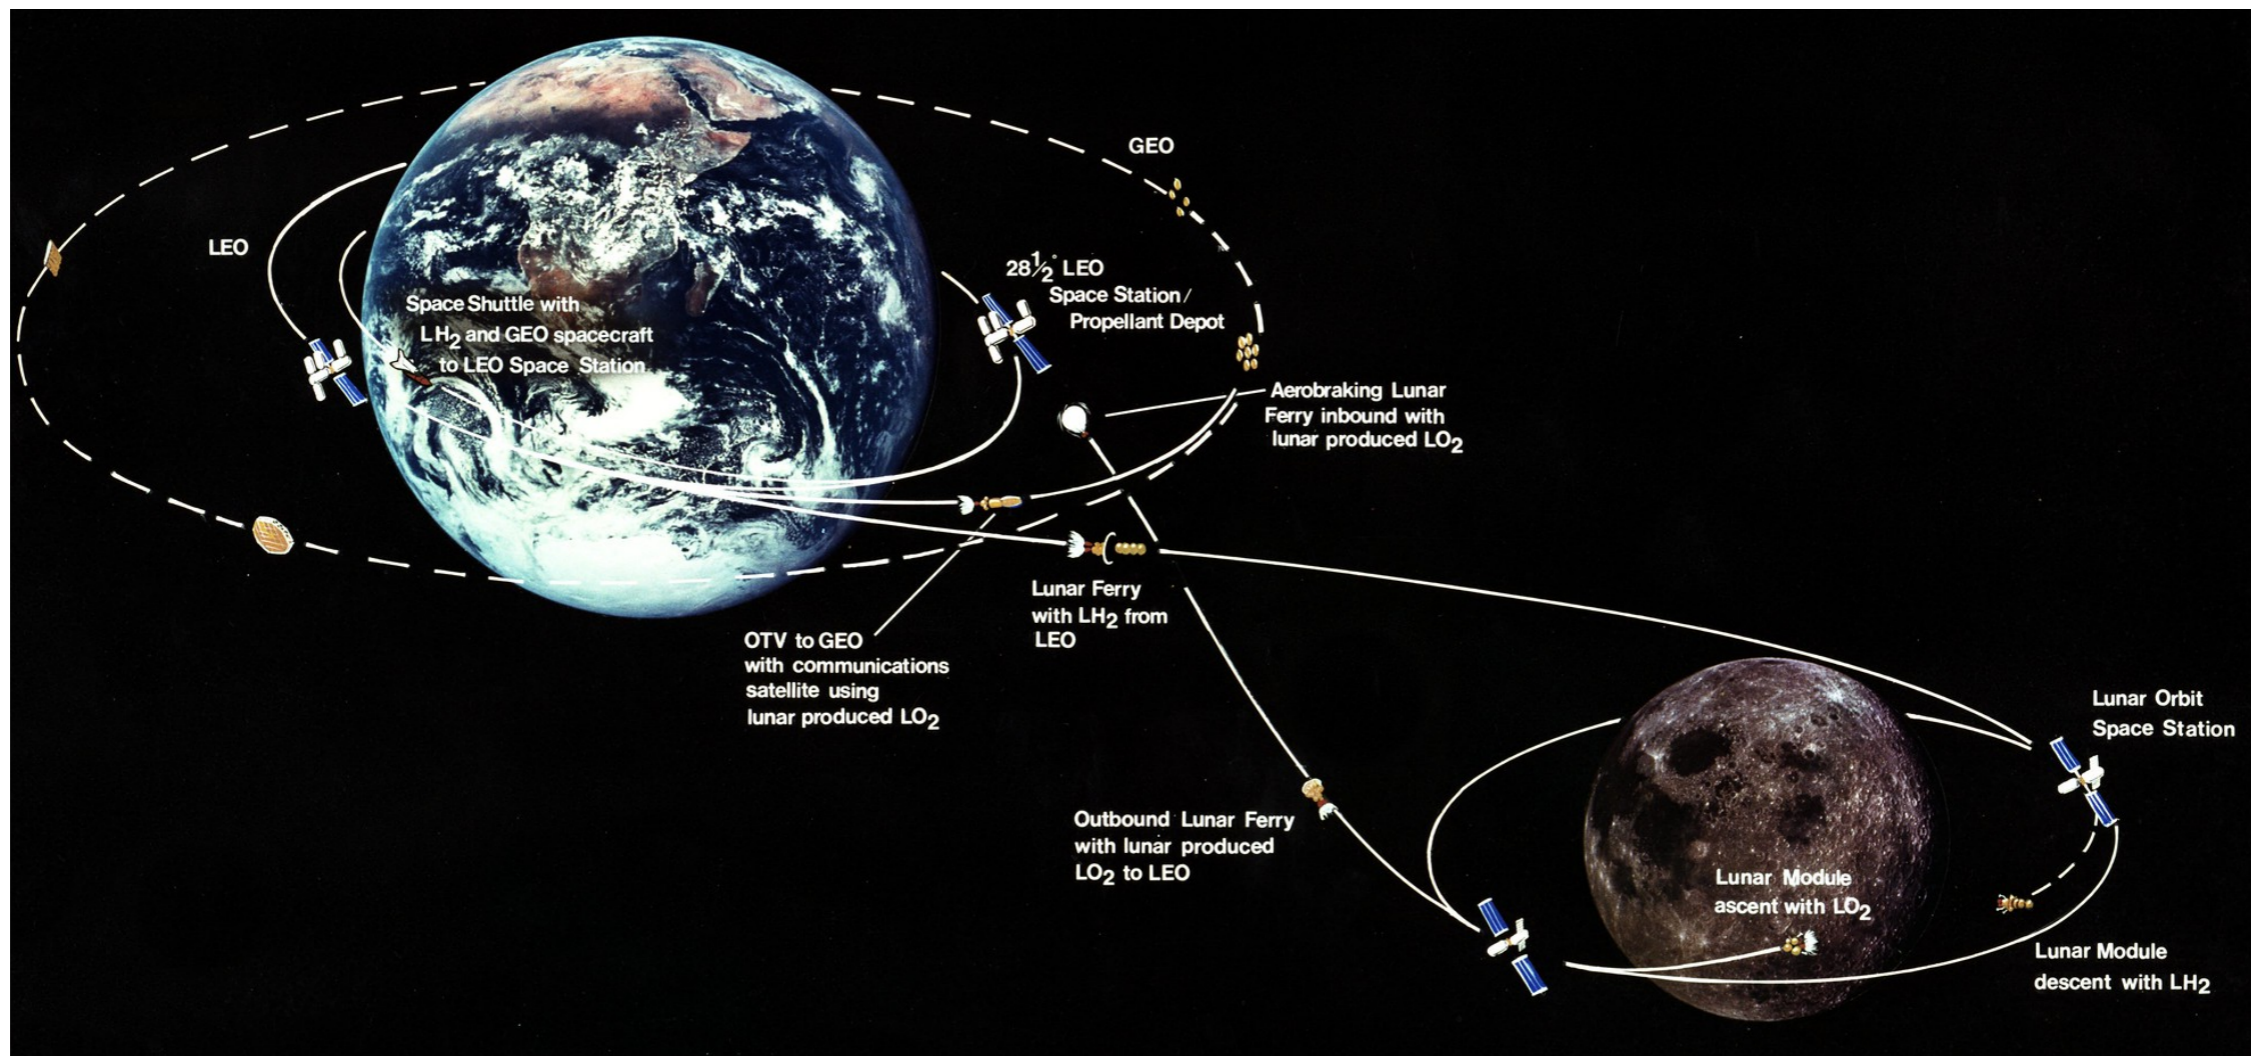 GEO
LEO
28½° LEO
Space Station/
Propellant Depot
Space Shuttle with
LH₂ and GEO spacecraft
to LEO Space Station
Aerobraking Lunar
Ferry inbound with
lunar produced LO₂
Lunar Ferry
with LH₂ from
LEO
OTV to GEO
with communications
satellite using
lunar produced LO₂
Lunar Orbit
Space Station
Outbound Lunar Ferry
with lunar produced
LO₂ to LEO
Lunar Module
ascent with LO₂
Lunar Module
descent with LH₂